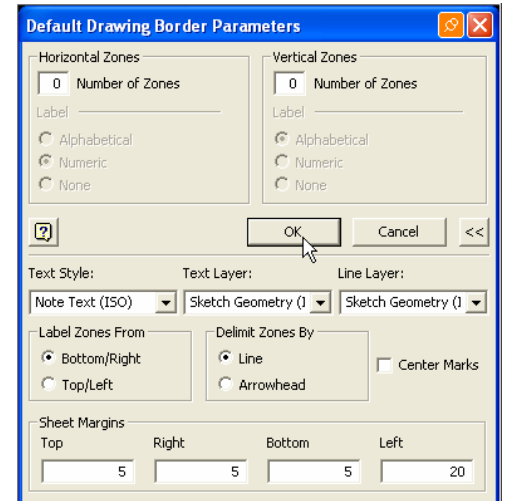 Default Drawing Border Parameters
Horizontal Zones Vertical Zones
0 Number of Zones 0 Number of Zones
Label Label
Alphabetical Alphabetical
Numeric Numeric
None None
? OK Cancel <<
Text Style: Text Layer: Line Layer:
Note Text (ISO) Sketch Geometry (I Sketch Geometry (I
Label Zones From Delimit Zones By
Bottom/Right Line Center Marks
Top/Left Arrowhead
Sheet Margins
Top Right Bottom Left
5 5 5 20